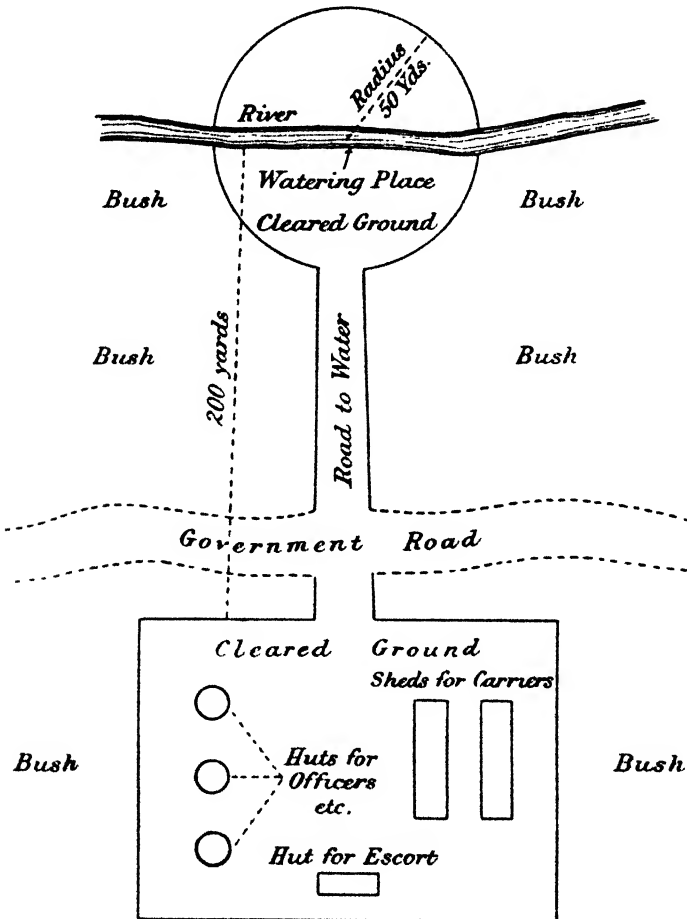 Radius
50 Yds.
River
Watering Place
Cleared Ground
Bush
Bush
Bush
Bush
200 yards
Road to Water
Government Road
Cleared Ground
Sheds for Carriers
Bush
Bush
Huts for
Officers
etc.
Hut for Escort